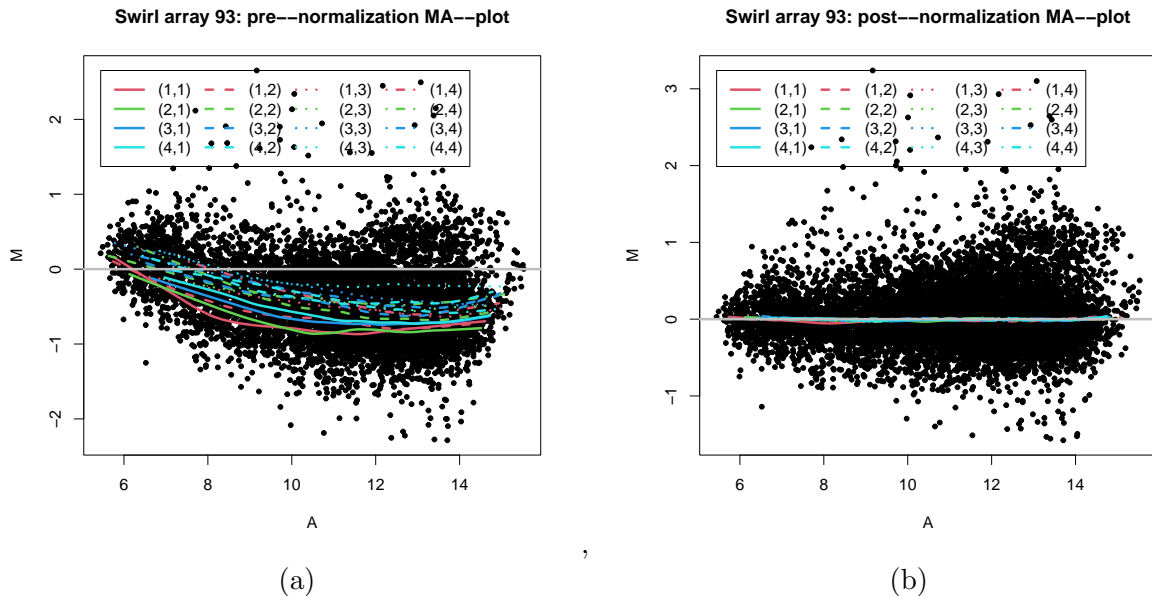 Swirl array 93: pre−−normalization MA−−plot
(1,1) (1,2) (1,3) (1,4)
(2,1) (2,2) (2,3) (2,4)
(3,1) (3,2) (3,3) (3,4)
(4,1) (4,2) (4,3) (4,4)
2
1
0
−1
−2
M
6 8 10 12 14
A
Swirl array 93: post−−normalization MA−−plot
(1,1) (1,2) (1,3) (1,4)
(2,1) (2,2) (2,3) (2,4)
(3,1) (3,2) (3,3) (3,4)
(4,1) (4,2) (4,3) (4,4)
3
2
1
0
−1
M
6 8 10 12 14
A
,
(a) (b)